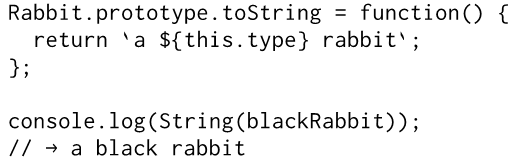 Rabbit.prototype.toString = function() {
  return `a ${this.type} rabbit`;
};

console.log(String(blackRabbit));
// → a black rabbit